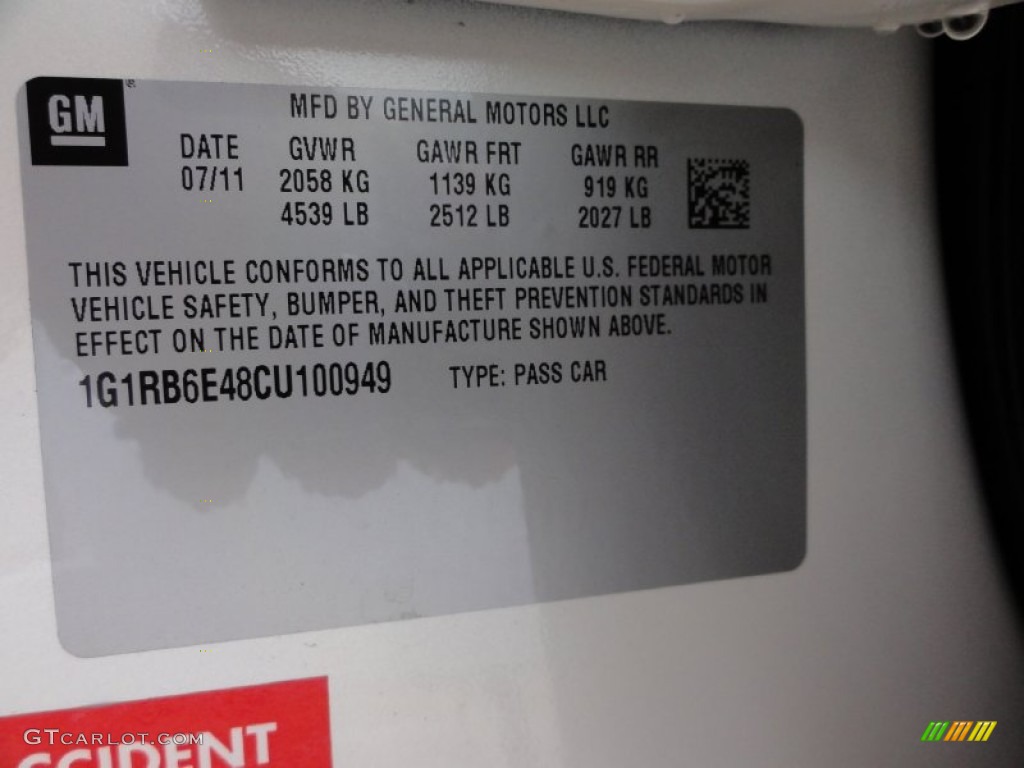 GM ®
MFD BY GENERAL MOTORS LLC
DATE GVWR GAWR FRT GAWR RR
07/11 2058 KG 1139 KG 919 KG
4539 LB 2512 LB 2027 LB
THIS VEHICLE CONFORMS TO ALL APPLICABLE U.S. FEDERAL MOTOR
VEHICLE SAFETY, BUMPER, AND THEFT PREVENTION STANDARDS IN
EFFECT ON THE DATE OF MANUFACTURE SHOWN ABOVE.
1G1RB6E48CU100949 TYPE: PASS CAR
GTCARLOT.COM
CCIDENT